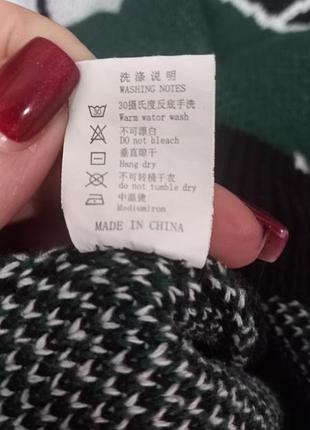 洗涤说明
WASHING NOTES
30摄氏度反底手洗
Warm water wash
不可漂白
DO not bleach
垂直晾干
Hang dry
不可转桶干衣
do not tumble dry
中温烫
Mediumirom
MADE IN CHINA